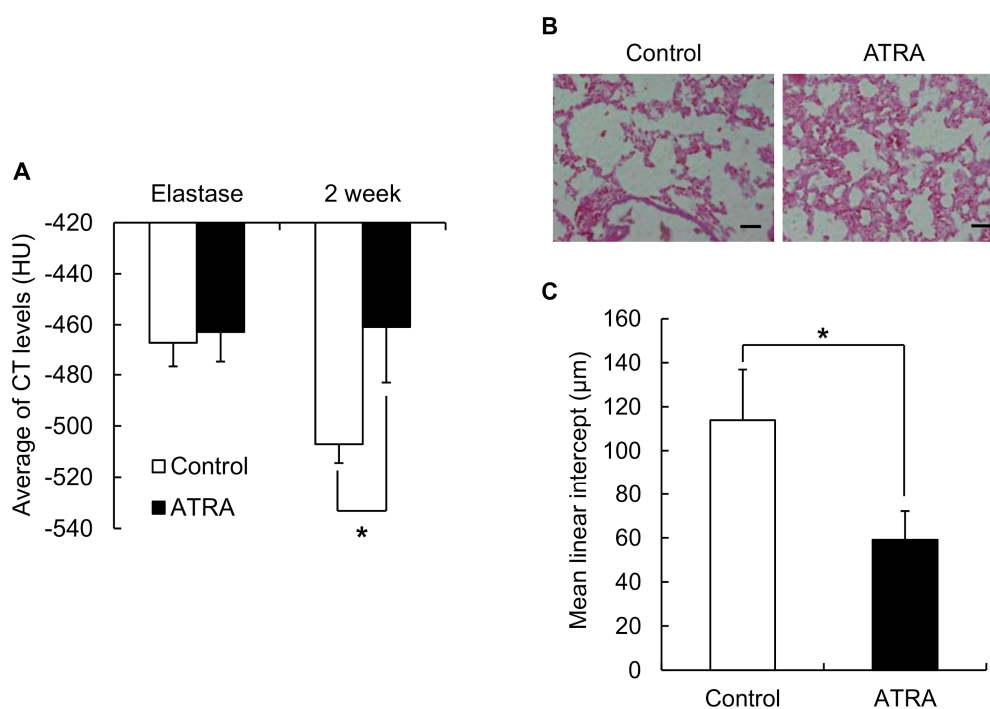 A
Elastase 2 week
-420
-440
-460
-480
-500
-520
-540
Average of CT levels (HU)
Control
ATRA
*
B
Control ATRA
C
160
140
120
100
80
60
40
20
0
Mean linear intercept (μm)
*
Control ATRA